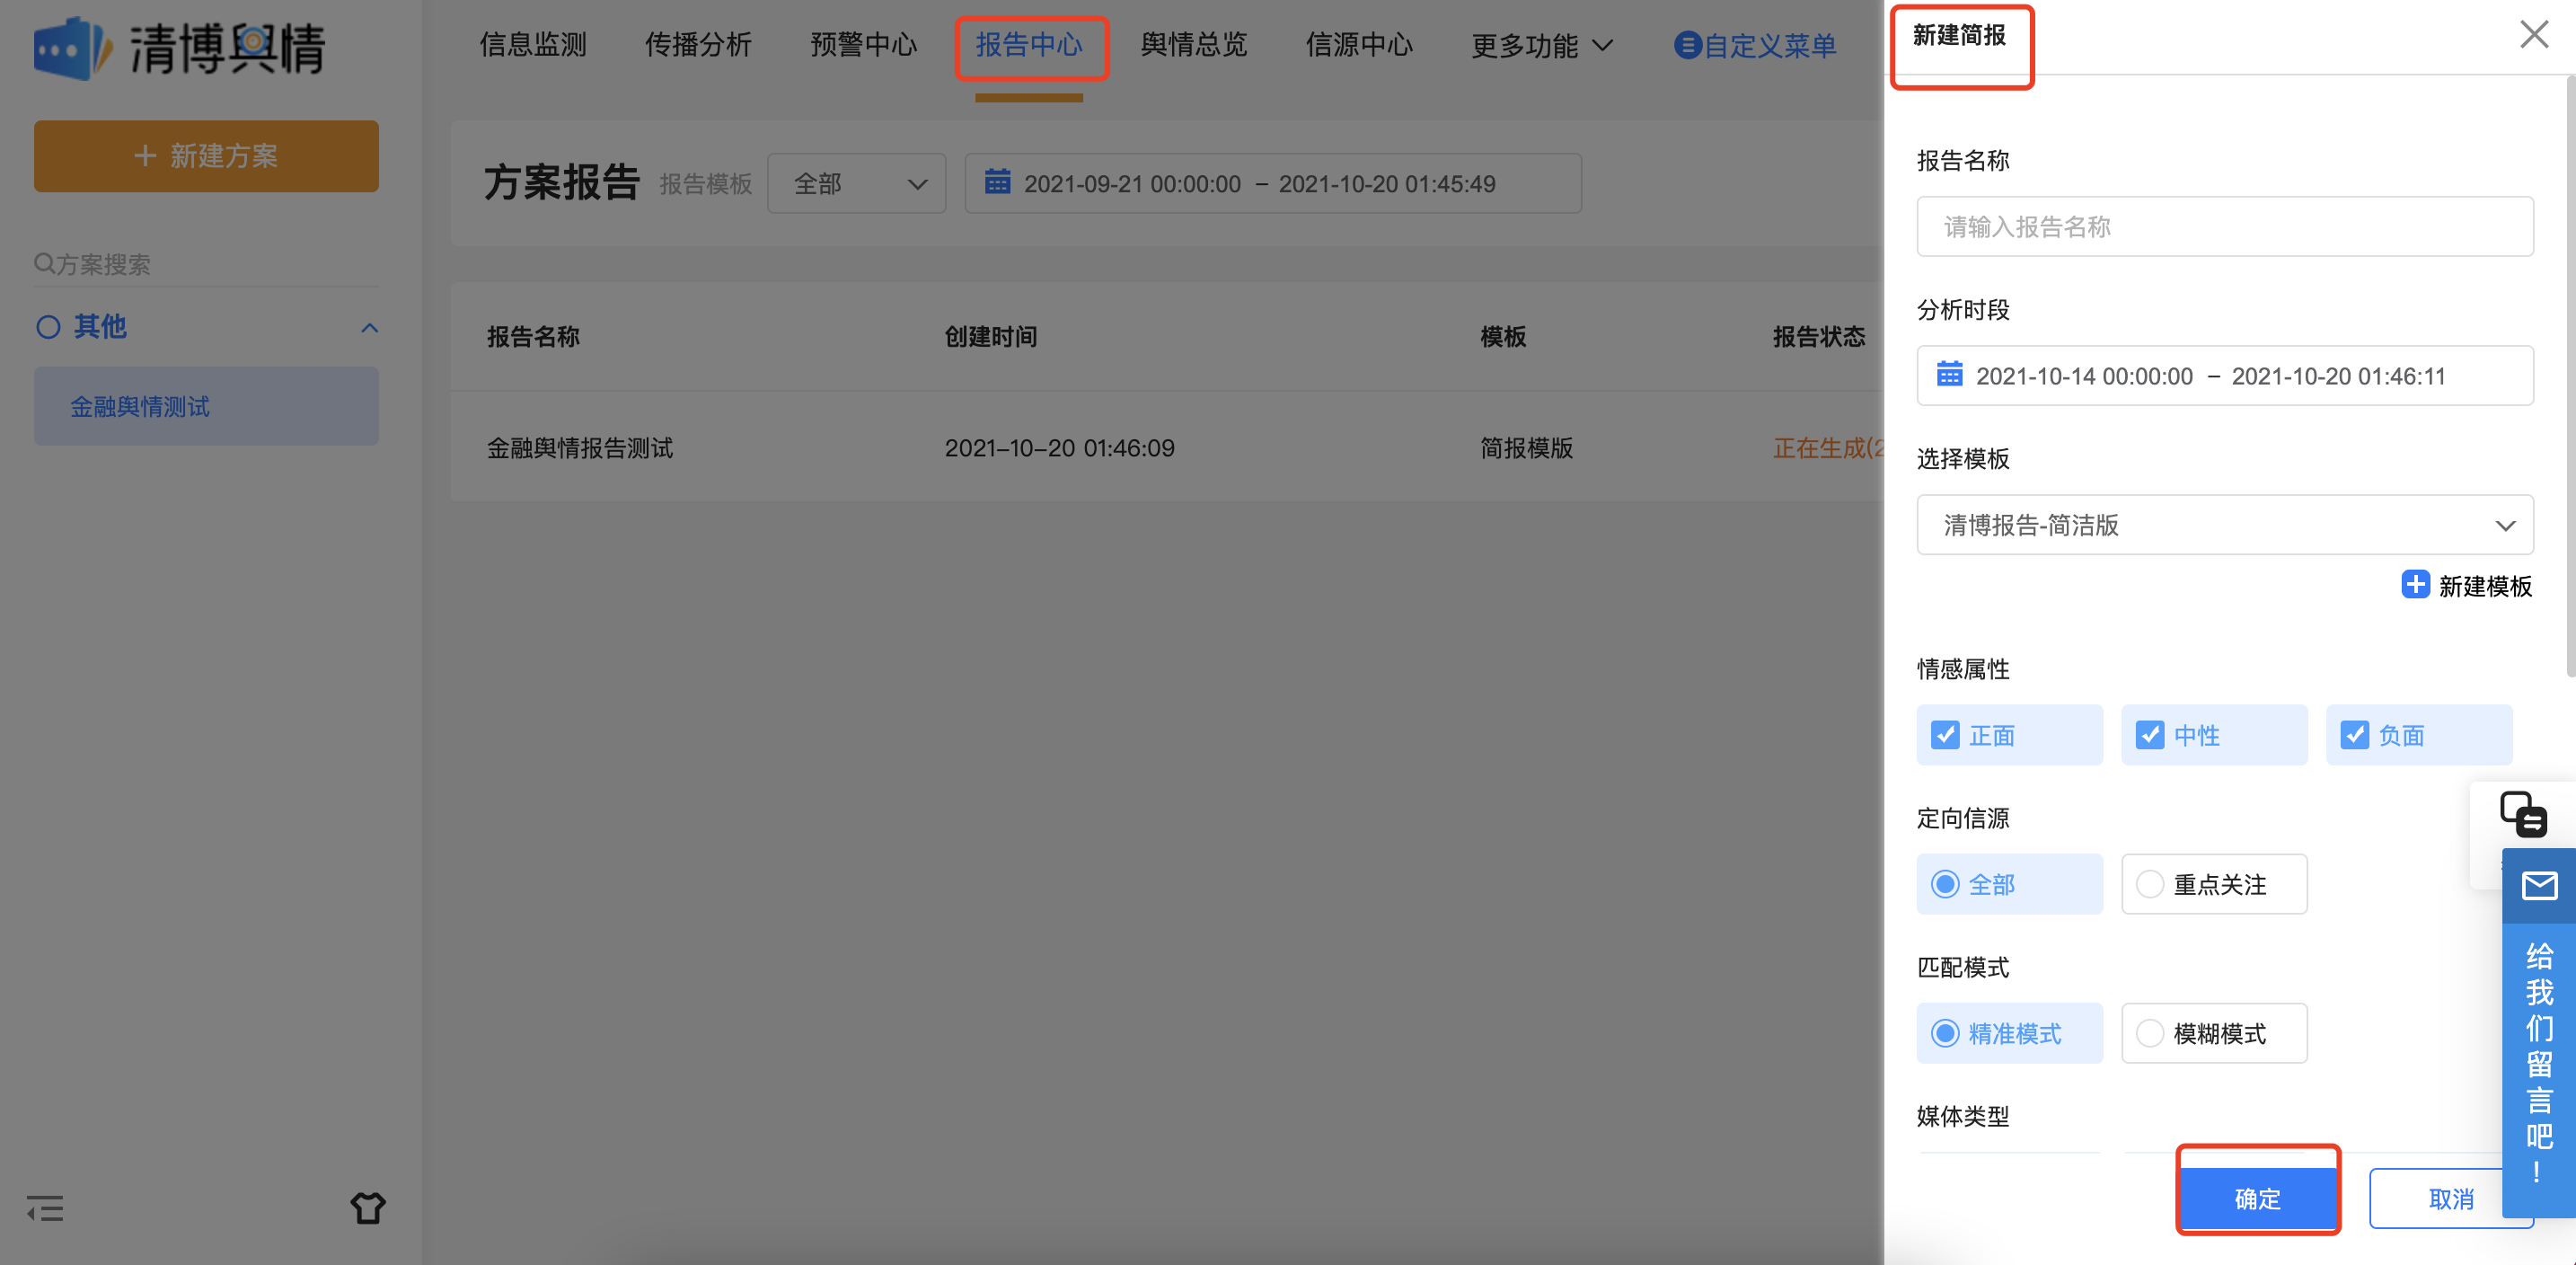 清博舆情
信息监测 传播分析 预警中心 报告中心 舆情总览 信源中心 更多功能 自定义菜单
+ 新建方案
方案搜索
其他
金融舆情测试
方案报告 报告模板 全部 2021-09-21 00:00:00 – 2021-10-20 01:45:49
报告名称 创建时间 模板 报告状态
金融舆情报告测试 2021-10-20 01:46:09 简报模版 正在生成(2
新建简报
报告名称
请输入报告名称
分析时段
2021-10-14 00:00:00 – 2021-10-20 01:46:11
选择模板
清博报告-简洁版
新建模板
情感属性
正面 中性 负面
定向信源
全部 重点关注
匹配模式
精准模式 模糊模式
媒体类型
确定 取消
给我们留言吧!